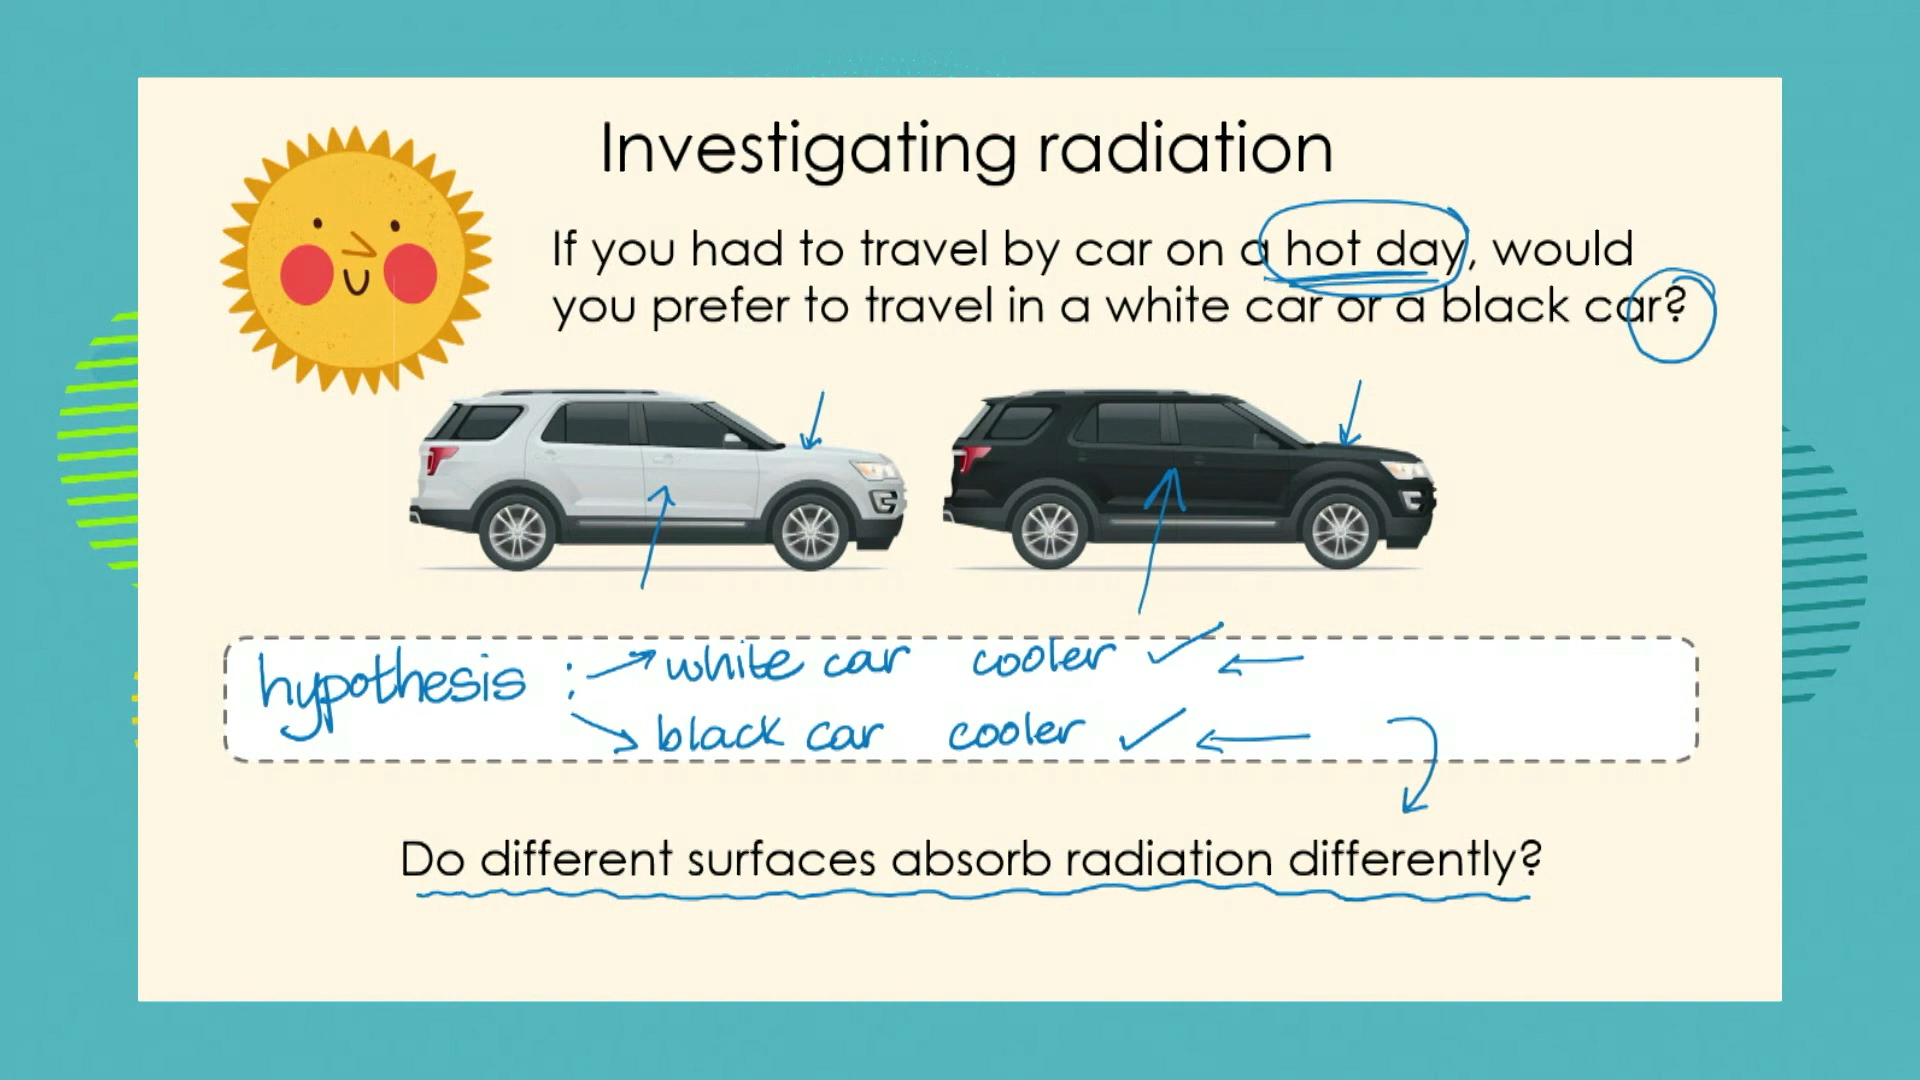 Investigating radiation
If you had to travel by car on a hot day, would
you prefer to travel in a white car or a black car?
hypothesis : white car cooler
black car cooler
Do different surfaces absorb radiation differently?